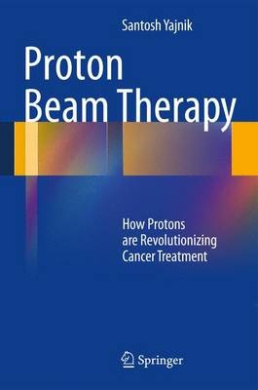 Santosh Yajnik
Proton
Beam Therapy
How Protons
are Revolutionizing
Cancer Treatment
Springer